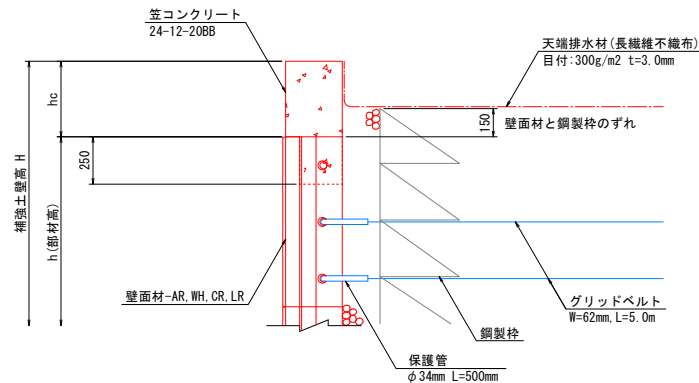 笠コンクリート
24-12-20BB
天端排水材(長繊維不織布)
目付:300g/m2 t=3.0mm
hc
150
壁面材と鋼製枠のずれ
250
補強土壁高 H
h(部材高)
壁面材-AR,WH,CR,LR
グリッドベルト
W=62mm,L=5.0m
鋼製枠
保護管
φ34mm L=500mm